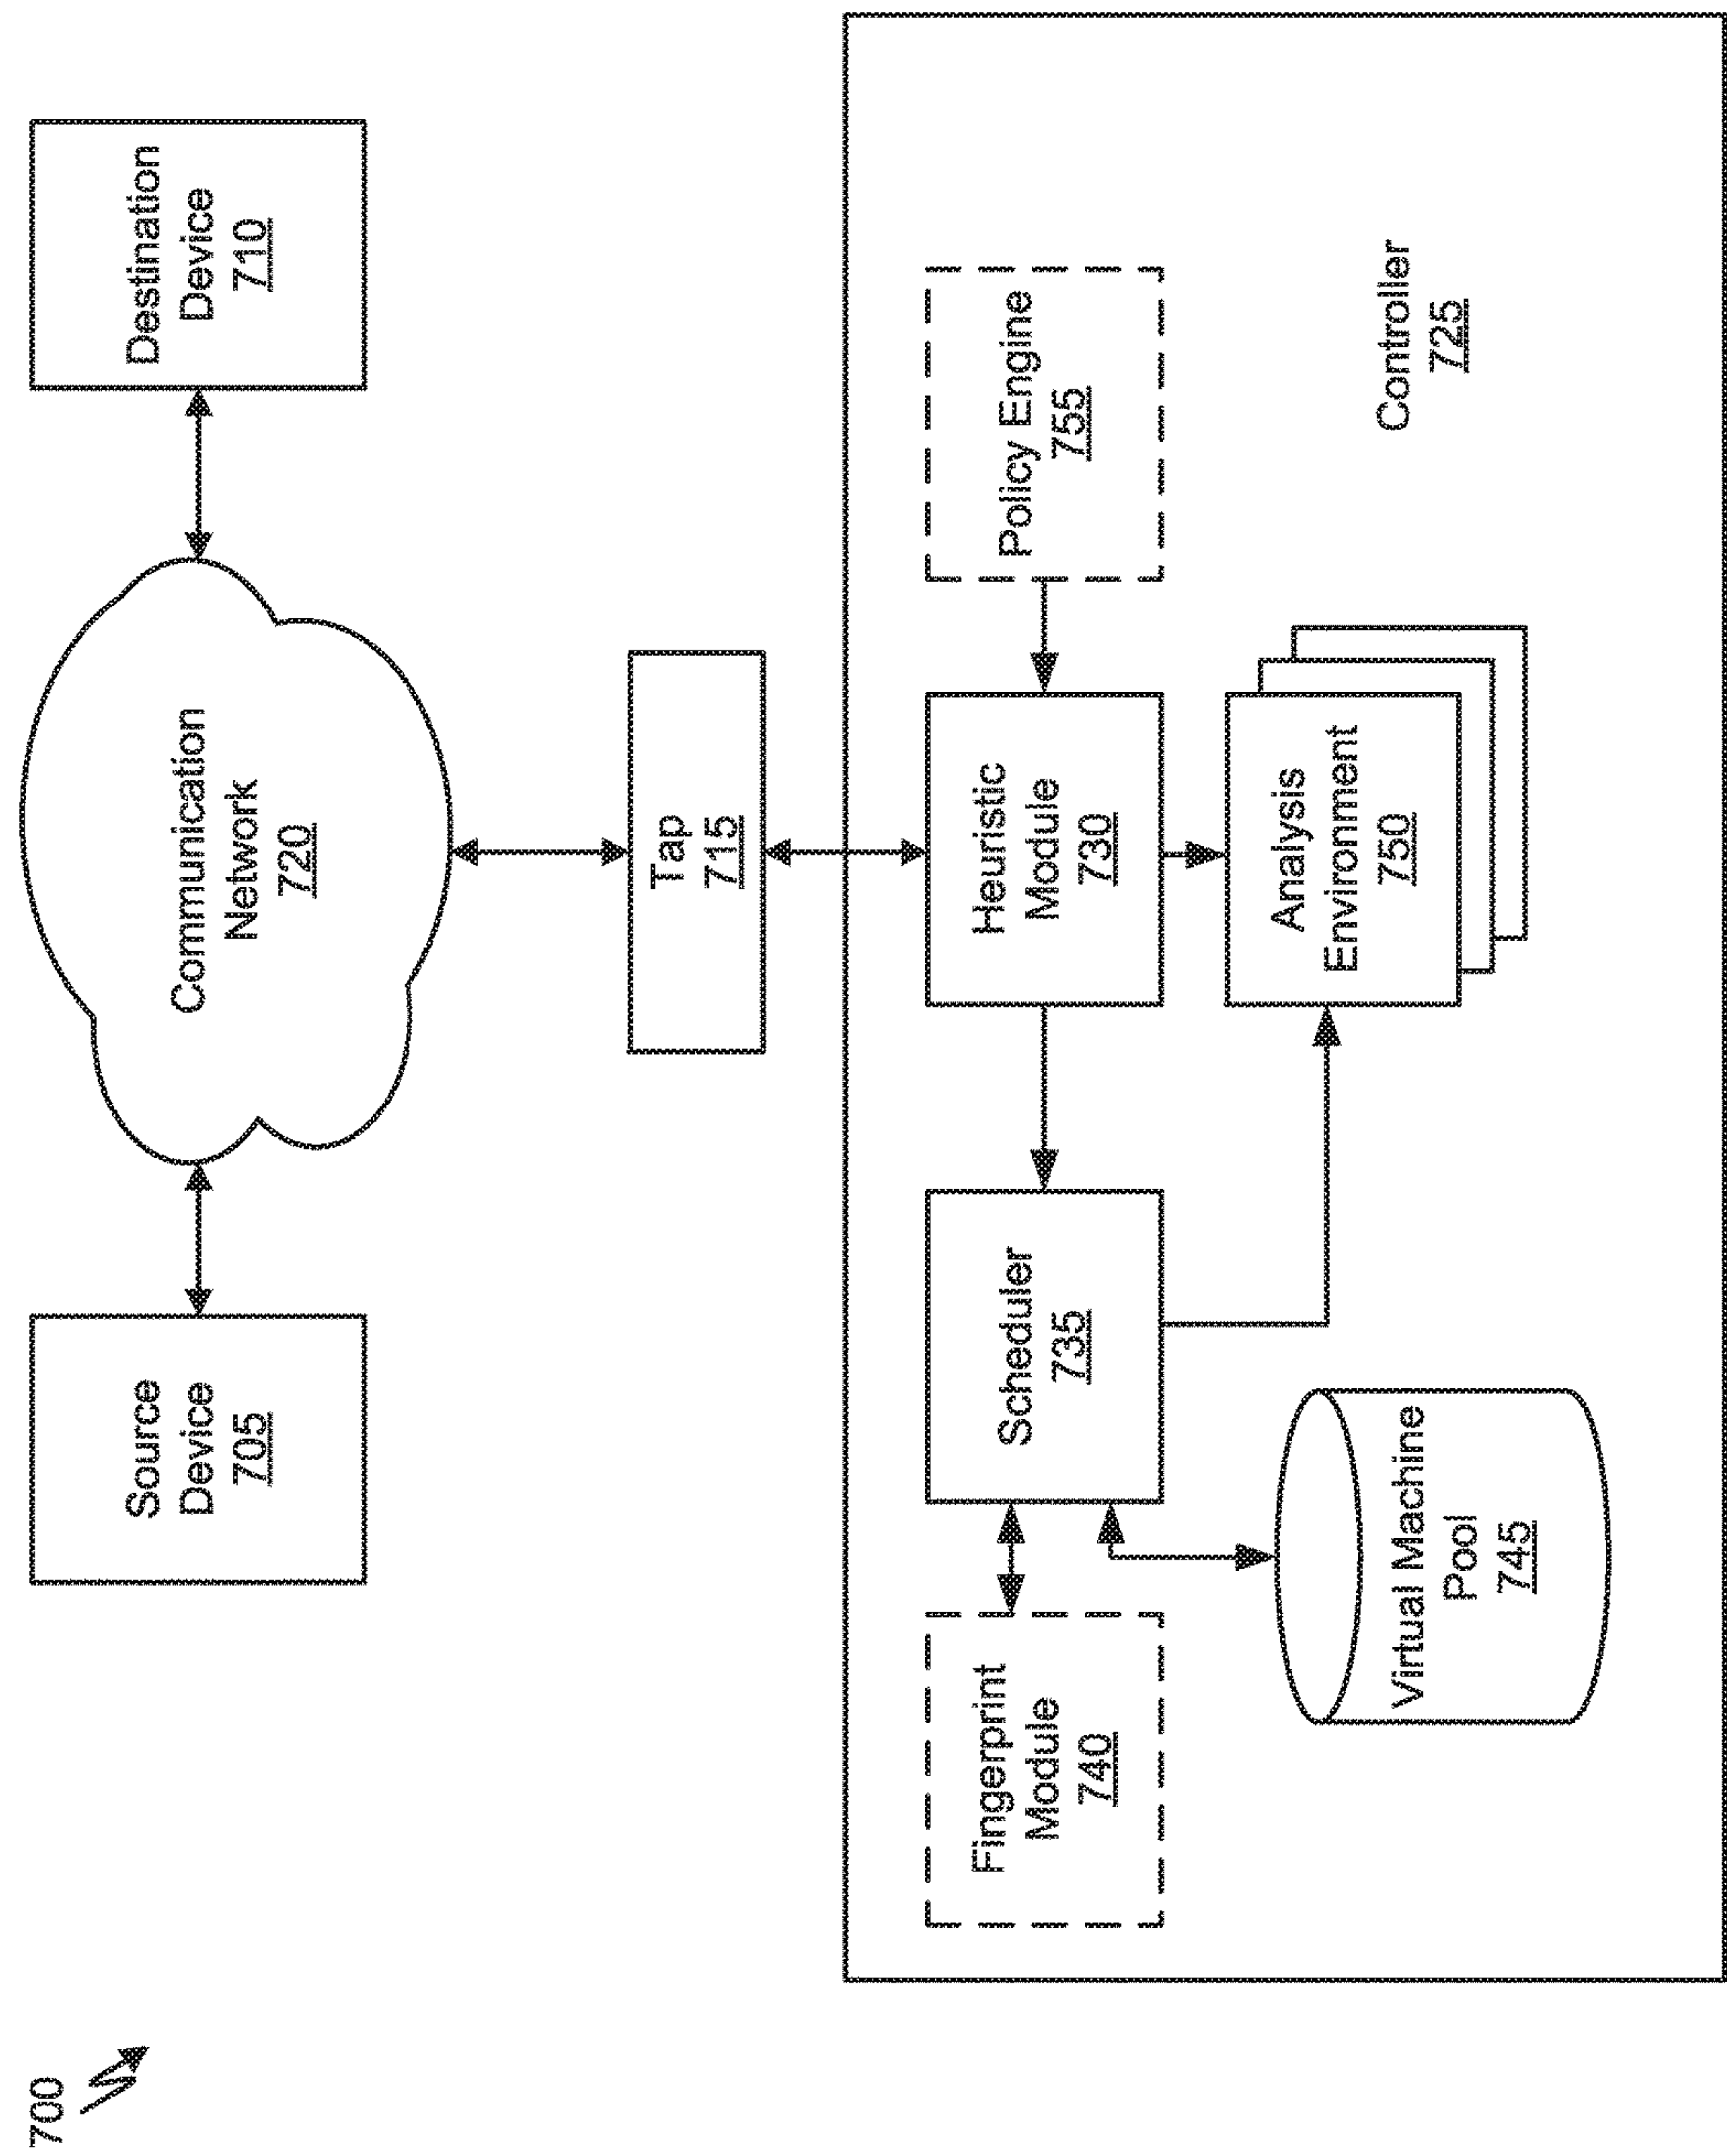 700
Source
Device
705
Communication
Network
720
Destination
Device
710
Tap
715
Fingerprint
Module
740
Scheduler
735
Heuristic
Module
730
Policy Engine
755
Virtual Machine
Pool
745
Analysis
Environment
750
Controller
725